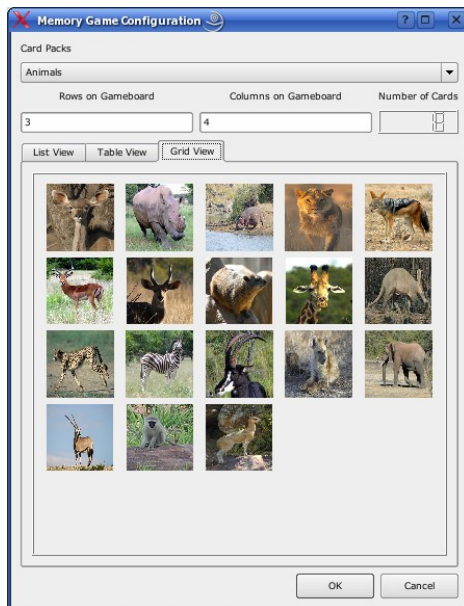 Memory Game Configuration
Card Packs
Animals
Rows on Gameboard Columns on Gameboard Number of Cards
3 4 18
List View Table View Grid View
OK Cancel